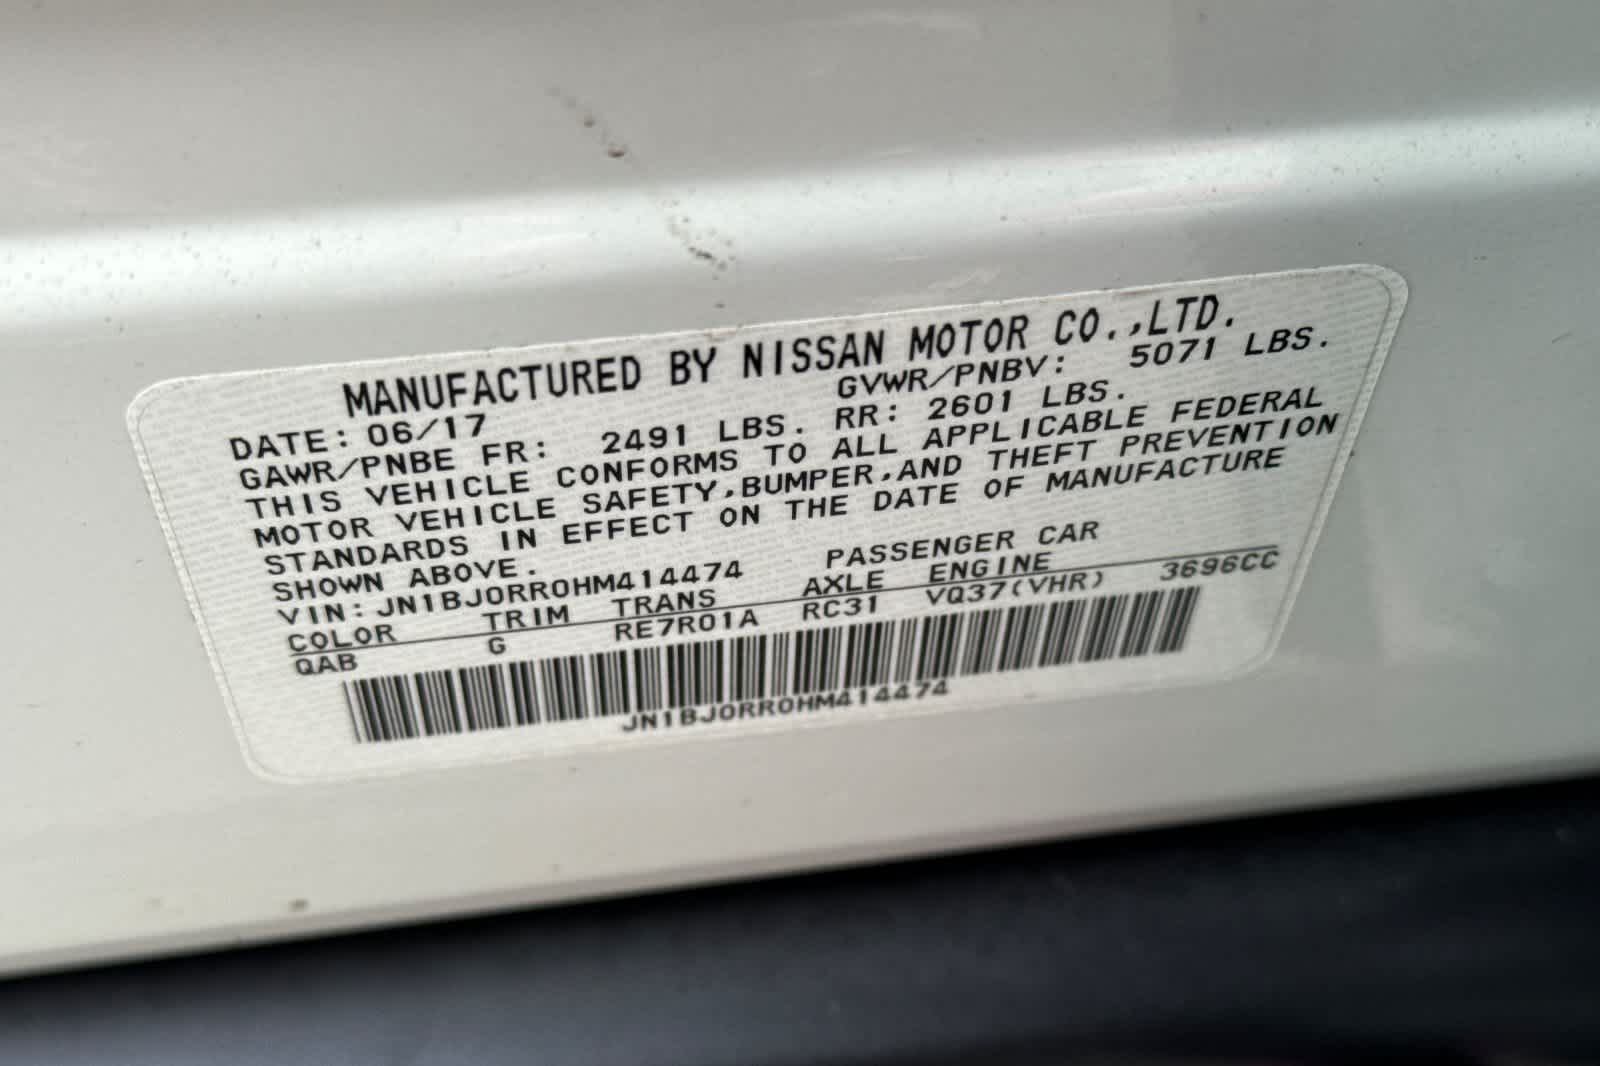 MANUFACTURED BY NISSAN MOTOR CO.,LTD.
DATE: 06/17 GVWR/PNBV: 5071 LBS.
GAWR/PNBE FR: 2491 LBS. RR: 2601 LBS.
THIS VEHICLE CONFORMS TO ALL APPLICABLE FEDERAL
MOTOR VEHICLE SAFETY,BUMPER,AND THEFT PREVENTION
STANDARDS IN EFFECT ON THE DATE OF MANUFACTURE
SHOWN ABOVE.
VIN: JN1BJ0RR0HM414474 PASSENGER CAR
COLOR TRIM TRANS AXLE ENGINE
QAB G RE7R01A RC31 VQ37(VHR) 3696CC
JN1BJ0RR0HM414474